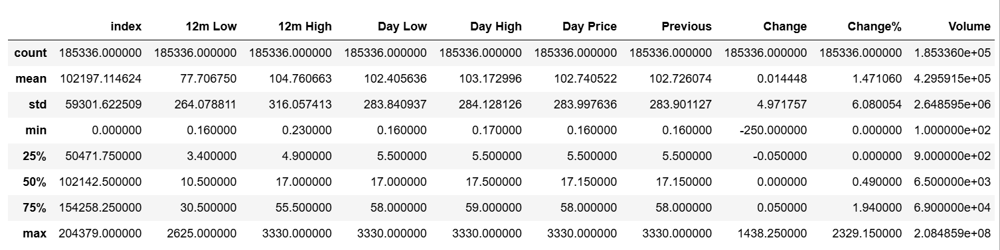 index 12m Low 12m High Day Low Day High Day Price Previous Change Change% Volume
count 185336.000000 185336.000000 185336.000000 185336.000000 185336.000000 185336.000000 185336.000000 185336.000000 185336.000000 1.853360e+05
mean 102197.114624 77.706750 104.760663 102.405636 103.172996 102.740522 102.726074 0.014448 1.471060 4.295915e+05
std 59301.622509 264.078811 316.057413 283.840937 284.128126 283.997636 283.901127 4.971757 6.080054 2.648595e+06
min 0.000000 0.160000 0.230000 0.160000 0.170000 0.160000 0.160000 -250.000000 0.000000 1.000000e+02
25% 50471.750000 3.400000 4.900000 5.500000 5.500000 5.500000 5.500000 -0.050000 0.000000 9.000000e+02
50% 102142.500000 10.500000 17.000000 17.000000 17.500000 17.150000 17.150000 0.000000 0.490000 6.500000e+03
75% 154258.250000 30.500000 55.500000 58.000000 59.000000 58.000000 58.000000 0.050000 1.940000 6.900000e+04
max 204379.000000 2625.000000 3330.000000 3330.000000 3330.000000 3330.000000 3330.000000 1438.250000 2329.150000 2.084859e+08